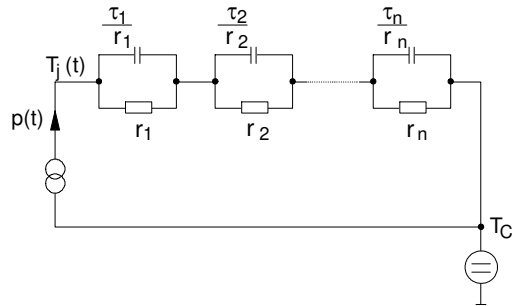 τ1 τ2 τn
r1 r2 rn
Tj(t)
p(t)
r1 r2 rn
TC